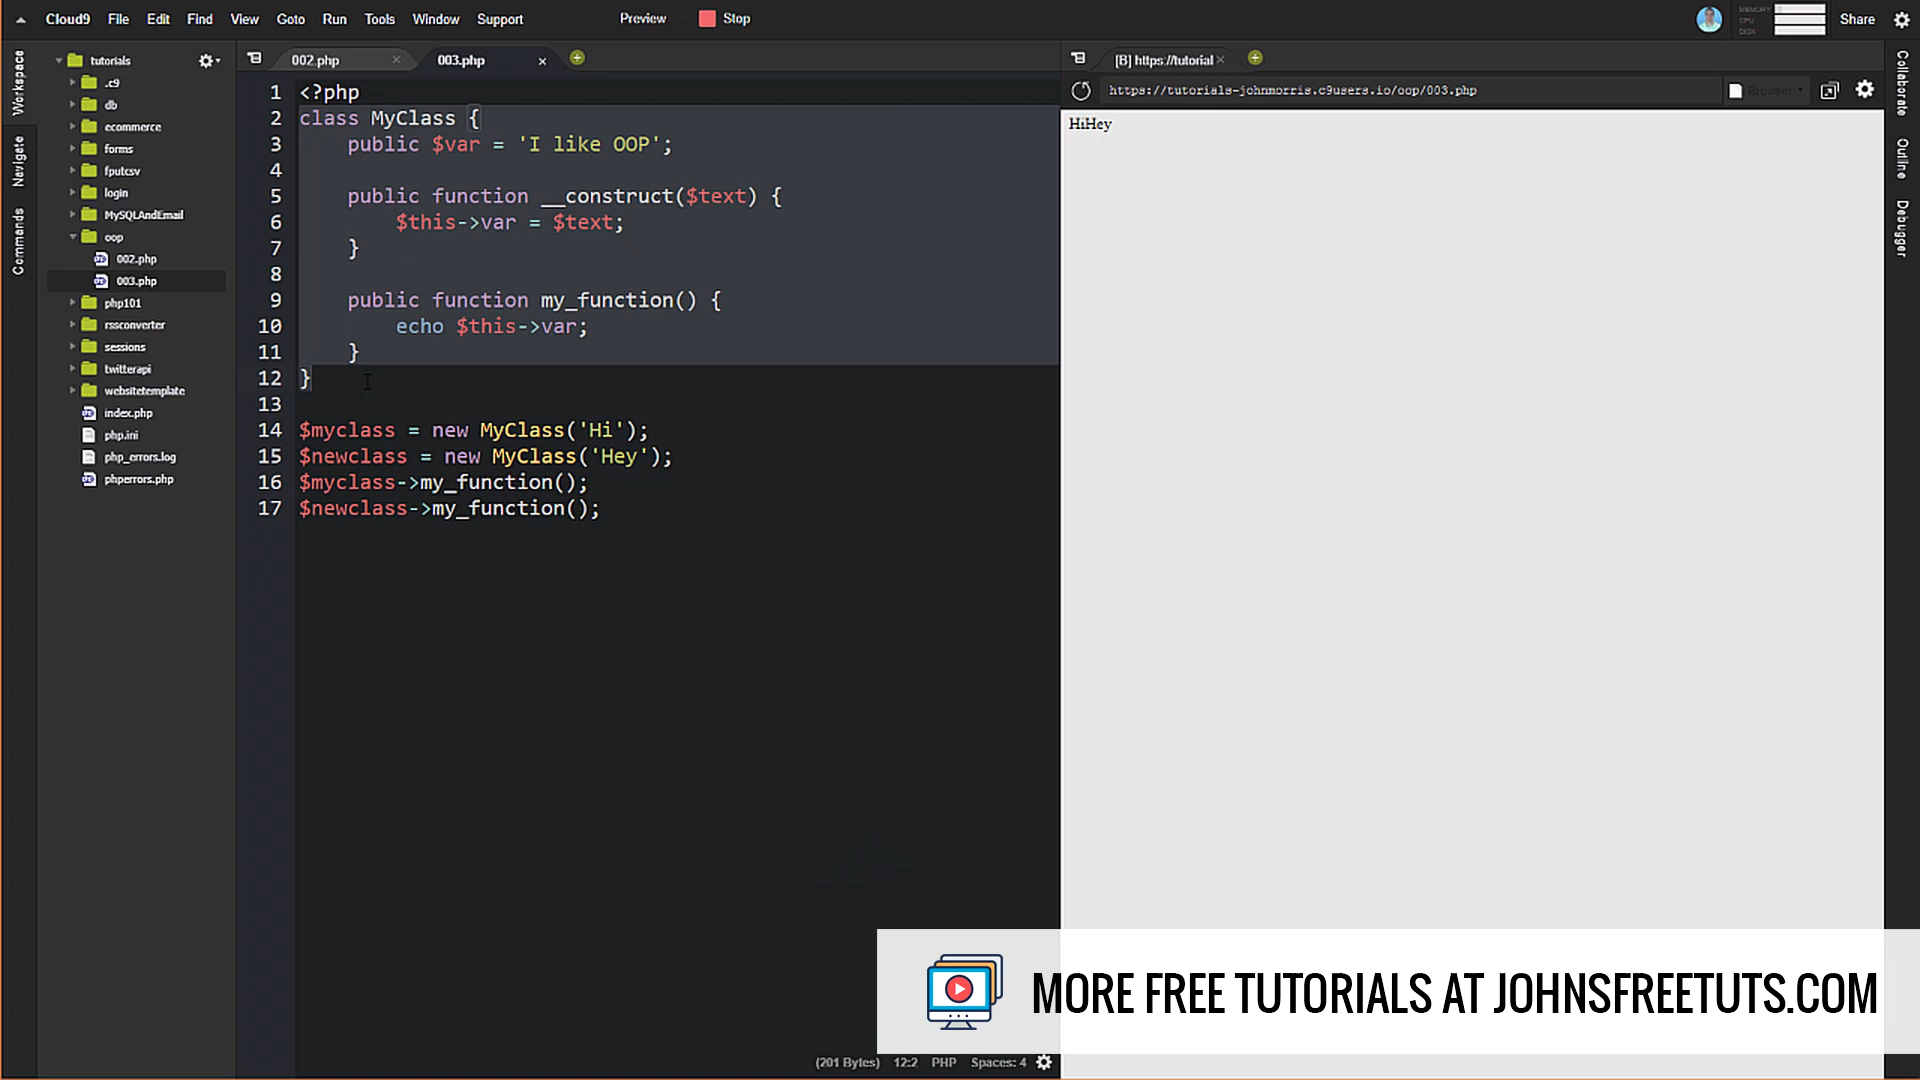 Cloud9 File Edit Find View Goto Run Tools Window Support Preview Stop MEMORY CPU DISK Share
Workspace
Navigate
Commands
tutorials
.c9
db
ecommerce
forms
fputcsv
login
MySQLAndEmail
oop
002.php
003.php
php101
rssconverter
sessions
twitterapi
websitetemplate
index.php
php.ini
php_errors.log
phperrors.php
002.php 003.php
1 <?php
2 class MyClass {
3 public $var = 'I like OOP';
4
5 public function __construct($text) {
6 $this->var = $text;
7 }
8
9 public function my_function() {
10 echo $this->var;
11 }
12 }
13
14 $myclass = new MyClass('Hi');
15 $newclass = new MyClass('Hey');
16 $myclass->my_function();
17 $newclass->my_function();
[B] https://tutorial
https://tutorials-johnmorris.c9users.io/oop/003.php Browser
HiHey
Collaborate
Outline
Debugger
MORE FREE TUTORIALS AT JOHNSFREETUTS.COM
(201 Bytes) 12:2 PHP Spaces: 4